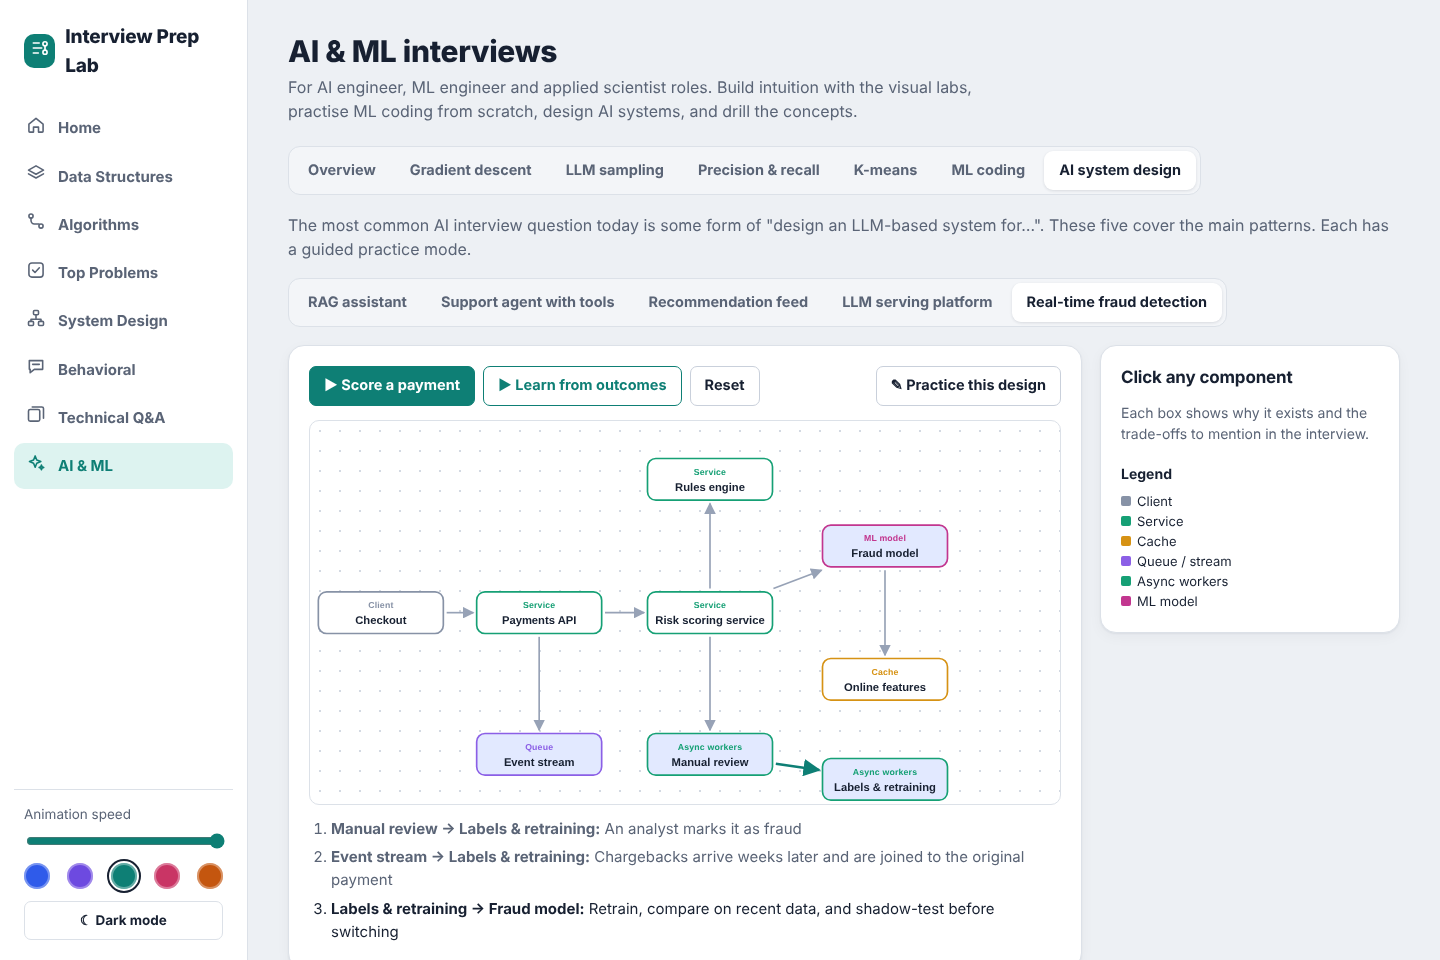 Interview Prep
Lab
Home
Data Structures
Algorithms
Top Problems
System Design
Behavioral
Technical Q&A
AI & ML
Animation speed
☾ Dark mode
AI & ML interviews
For AI engineer, ML engineer and applied scientist roles. Build intuition with the visual labs,
practise ML coding from scratch, design AI systems, and drill the concepts.
Overview
Gradient descent
LLM sampling
Precision & recall
K-means
ML coding
AI system design
The most common AI interview question today is some form of "design an LLM-based system for...". These five cover the main patterns. Each has
a guided practice mode.
RAG assistant
Support agent with tools
Recommendation feed
LLM serving platform
Real-time fraud detection
▶ Score a payment
▶ Learn from outcomes
Reset
✎ Practice this design
Service
Rules engine
ML model
Fraud model
Client
Checkout
Service
Payments API
Service
Risk scoring service
Cache
Online features
Queue
Event stream
Async workers
Manual review
Async workers
Labels & retraining
1. Manual review → Labels & retraining: An analyst marks it as fraud
2. Event stream → Labels & retraining: Chargebacks arrive weeks later and are joined to the original
payment
3. Labels & retraining → Fraud model: Retrain, compare on recent data, and shadow-test before
switching
Click any component
Each box shows why it exists and the
trade-offs to mention in the interview.
Legend
Client
Service
Cache
Queue / stream
Async workers
ML model